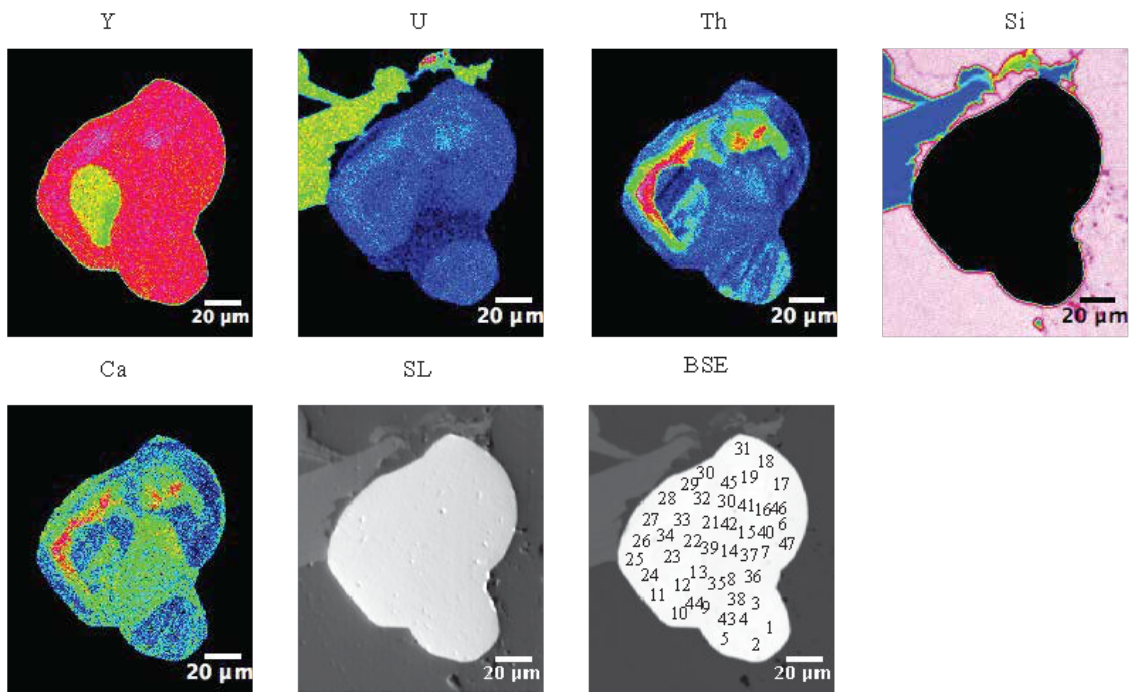 Y U Th Si
20 µm 20 µm 20 µm 20 µm
Ca SL BSE
31
18
30 19
29 45 17
28 32 30 41 16 46
27 33 21 42 15 40 6
26 34 22 39 14 37 7 47
25 23
24 12 13 35 8 36
11 44 9 38 3
10 43 4 1
5 2
20 µm 20 µm 20 µm